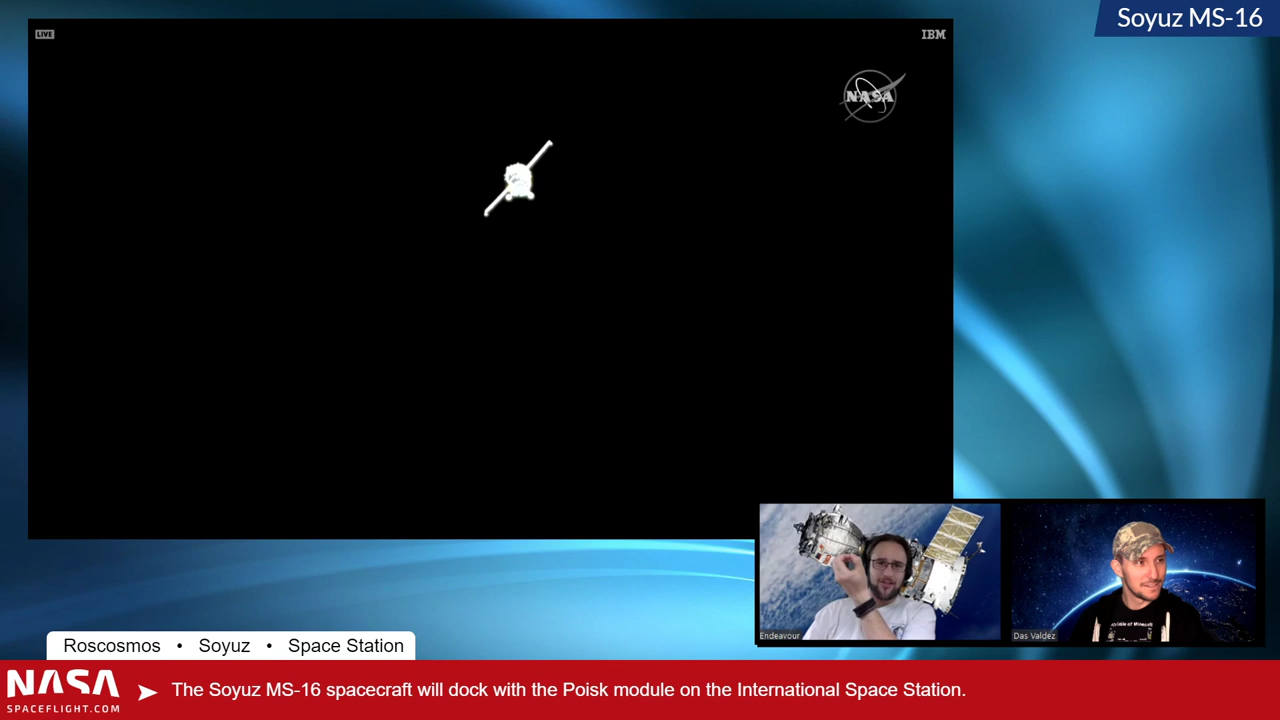 Soyuz MS-16
LIVE
IBM
NASA
Endeavour
Das Valdez
Roscosmos • Soyuz • Space Station
NASA
SPACEFLIGHT.COM
The Soyuz MS-16 spacecraft will dock with the Poisk module on the International Space Station.